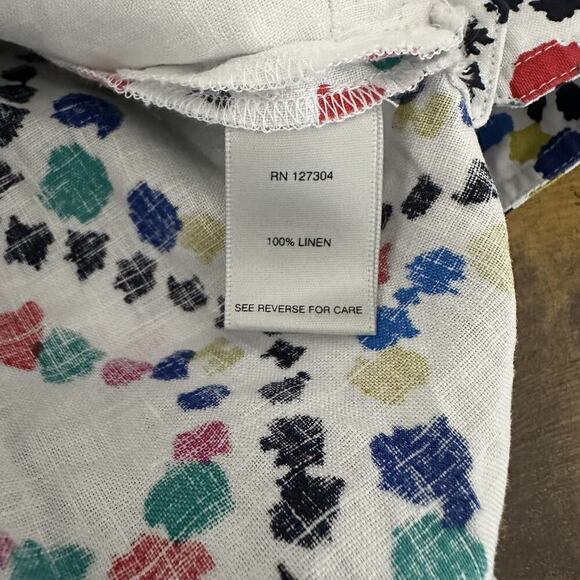 RN 127304
100% LINEN
SEE REVERSE FOR CARE